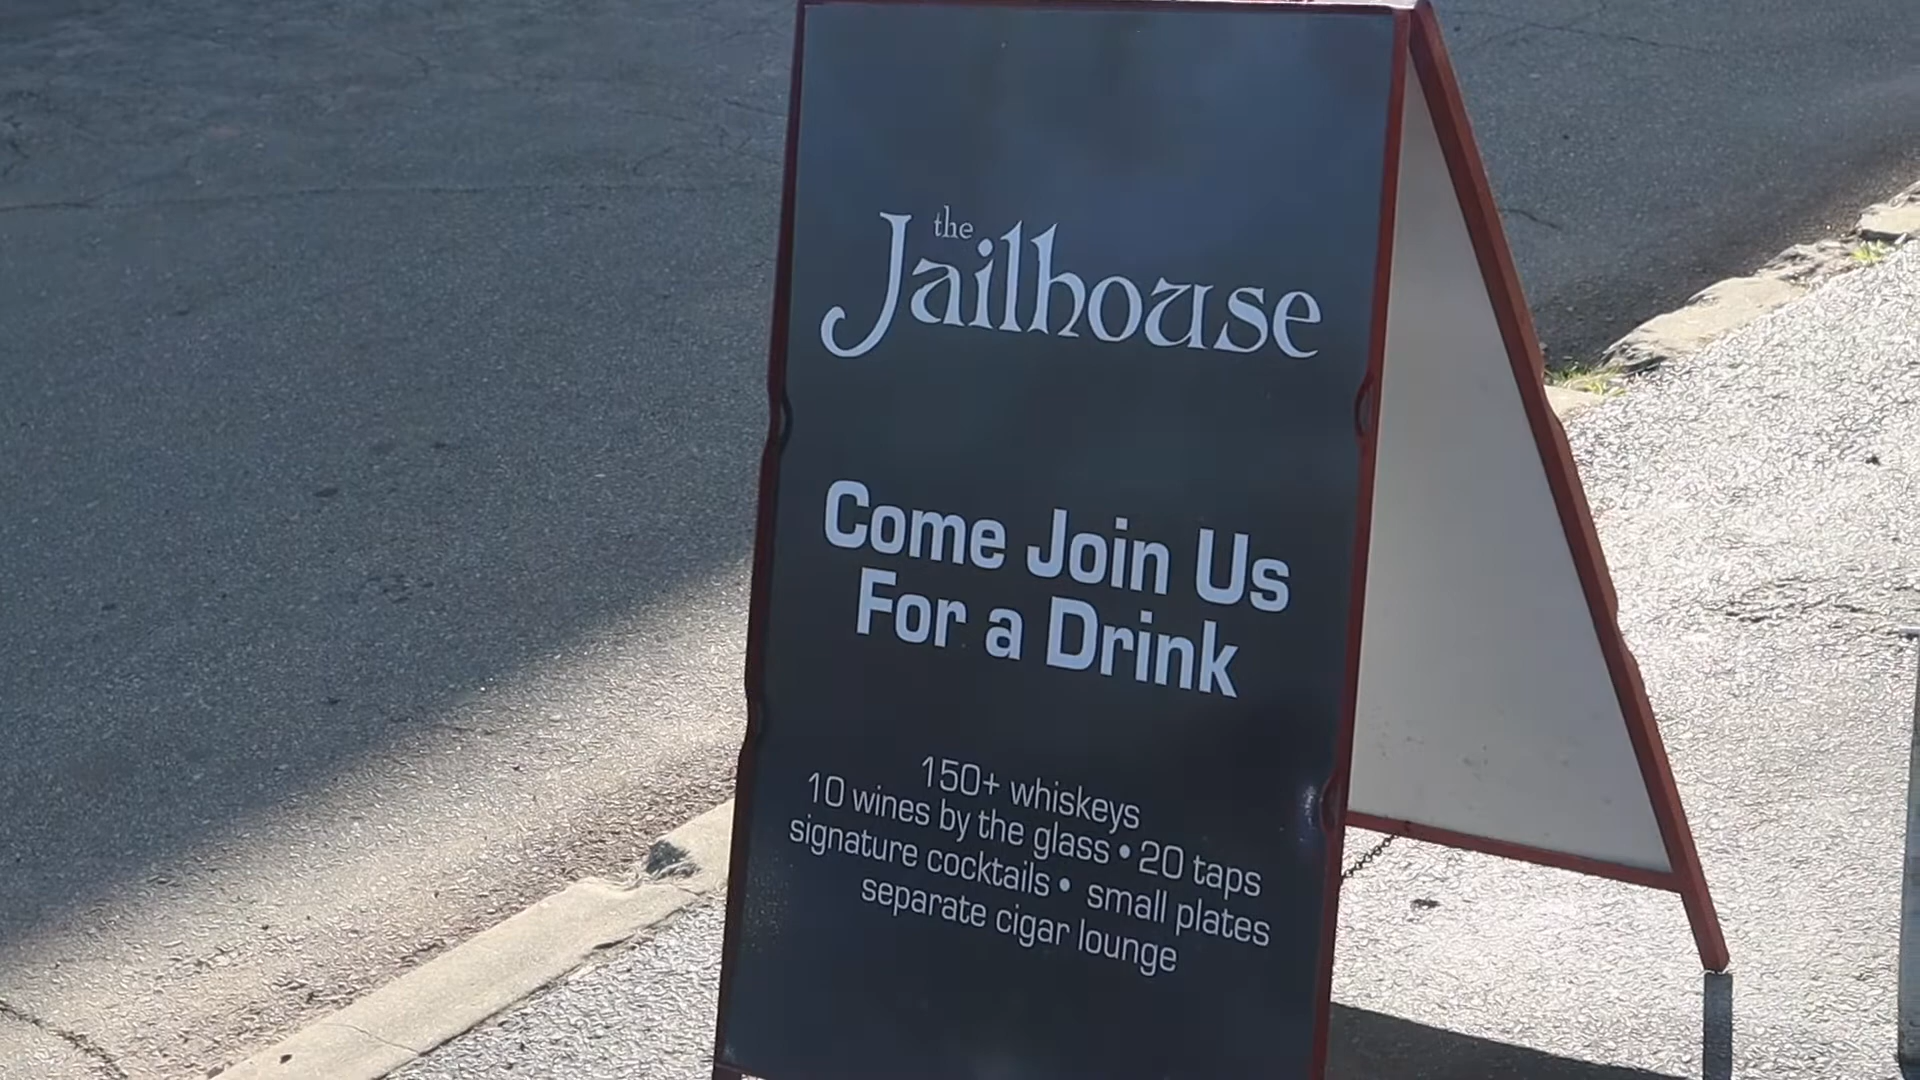 the
Jailhouse
Come Join Us
For a Drink
150+ whiskeys
10 wines by the glass • 20 taps
signature cocktails • small plates
separate cigar lounge